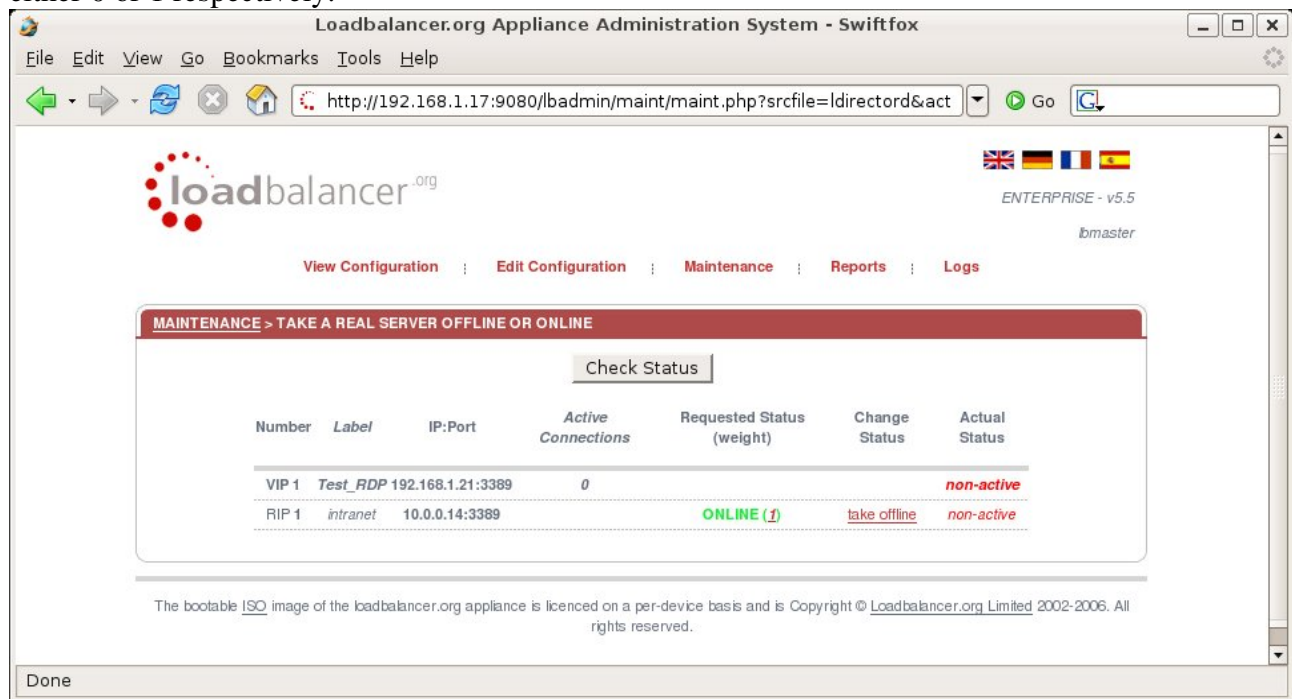 either 0 or 1 respectively.
Loadbalancer.org Appliance Administration System - Swiftfox
File Edit View Go Bookmarks Tools Help
http://192.168.1.17:9080/lbadmin/maint/maint.php?srcfile=ldirectord&act Go G
loadbalancer.org
ENTERPRISE - v5.5
lbmaster
View Configuration Edit Configuration Maintenance Reports Logs
MAINTENANCE > TAKE A REAL SERVER OFFLINE OR ONLINE
Check Status
Number Label IP:Port Active Connections Requested Status (weight) Change Status Actual Status
VIP 1 Test_RDP 192.168.1.21:3389 0 non-active
RIP 1 intranet 10.0.0.14:3389 ONLINE (1) take offline non-active
The bootable ISO image of the loadbalancer.org appliance is licenced on a per-device basis and is Copyright © Loadbalancer.org Limited 2002-2006. All
rights reserved.
Done